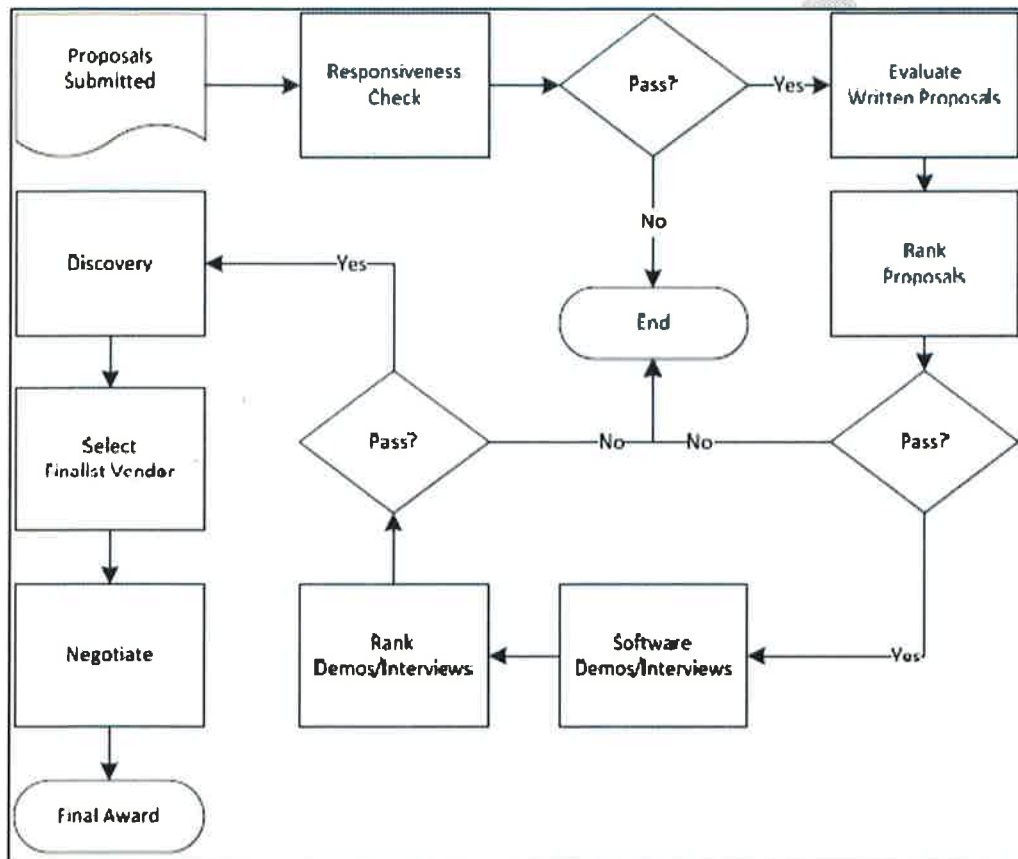 Proposals
Submitted
Responsiveness
Check
Pass?
Yes
Evaluate
Written Proposals
No
Discovery
Yes
End
Rank
Proposals
Select
Finalist Vendor
Pass?
No
No
Pass?
Negotiate
Rank
Demos/Interviews
Software
Demos/Interviews
Yes
Final Award